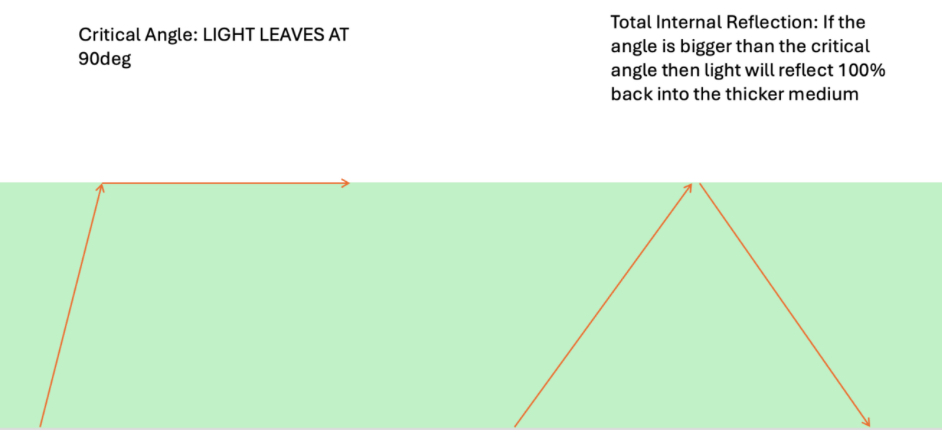 Critical Angle: LIGHT LEAVES AT
90deg
Total Internal Reflection: If the
angle is bigger than the critical
angle then light will reflect 100%
back into the thicker medium